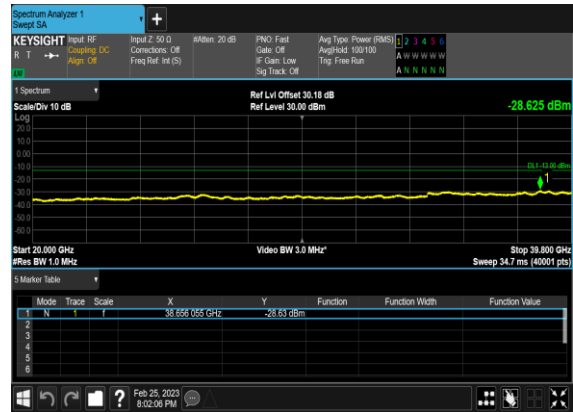 Spectrum Analyzer 1
Swept SA
KEYSIGHT Input: RF Input Z: 50 Ω #Atten: 20 dB PNO: Fast Avg Type: Power (RMS) 1 2 3 4 5 6
R T Coupling: DC Corrections: Off Gate: Off Avg|Hold: 100/100 A W W W W W
Align: Off Freq Ref: Int (S) IF Gain: Low Trig: Free Run
Sig Track: Off A N N N N N
1 Spectrum
Scale/Div 10 dB Ref Lvl Offset 30.18 dB
Ref Level 30.00 dBm -28.625 dBm
Log
20.0
10.0
0.00
-10.0 DL1 -13.00 dBm
-20.0 1
-30.0
-40.0
-50.0
-60.0
Start 20.000 GHz Video BW 3.0 MHz* Stop 39.800 GHz
#Res BW 1.0 MHz Sweep 34.7 ms (40001 pts)
5 Marker Table
Mode Trace Scale X Y Function Function Width Function Value
1 N 1 f 38.656 055 GHz -28.63 dBm
2
3
4
5
6
Feb 25, 2023
8:02:06 PM